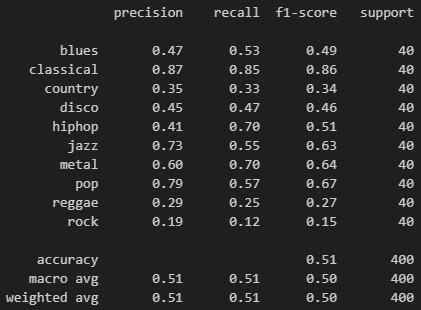 precision recall f1-score support
blues 0.47 0.53 0.49 40
classical 0.87 0.85 0.86 40
country 0.35 0.33 0.34 40
disco 0.45 0.47 0.46 40
hiphop 0.41 0.70 0.51 40
jazz 0.73 0.55 0.63 40
metal 0.60 0.70 0.64 40
pop 0.79 0.57 0.67 40
reggae 0.29 0.25 0.27 40
rock 0.19 0.12 0.15 40
accuracy 0.51 400
macro avg 0.51 0.51 0.50 400
weighted avg 0.51 0.51 0.50 400